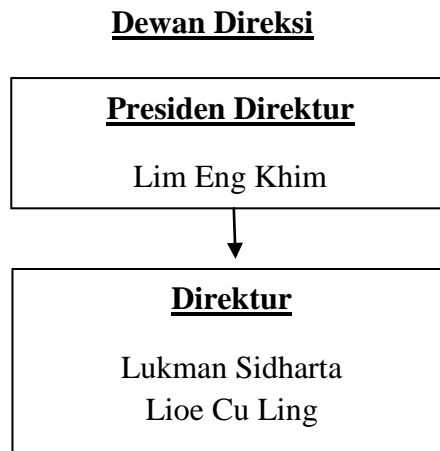 Dewan Direksi
Presiden Direktur
Lim Eng Khim
Direktur
Lukman Sidharta
Lioe Cu Ling